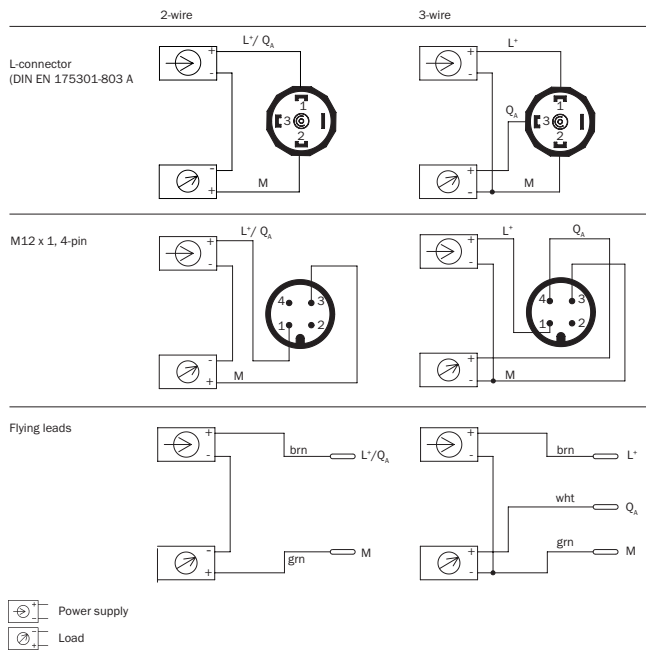 2-wire 3-wire
L-connector
(DIN EN 175301-803 A
L⁺/ Q_A
+
-
1
3
2
-
+
M
L⁺
+
-
Q_A
1
3
2
+
-
M
M12 x 1, 4-pin
L⁺/ Q_A
+
-
4 3
1 2
-
+
M
L⁺ Q_A
+
-
4 3
1 2
+
-
M
Flying leads
+
-
brn L⁺/Q_A
-
+
grn M
+
-
brn L⁺
wht Q_A
+
-
grn M
+
-
Power supply
-
+
Load